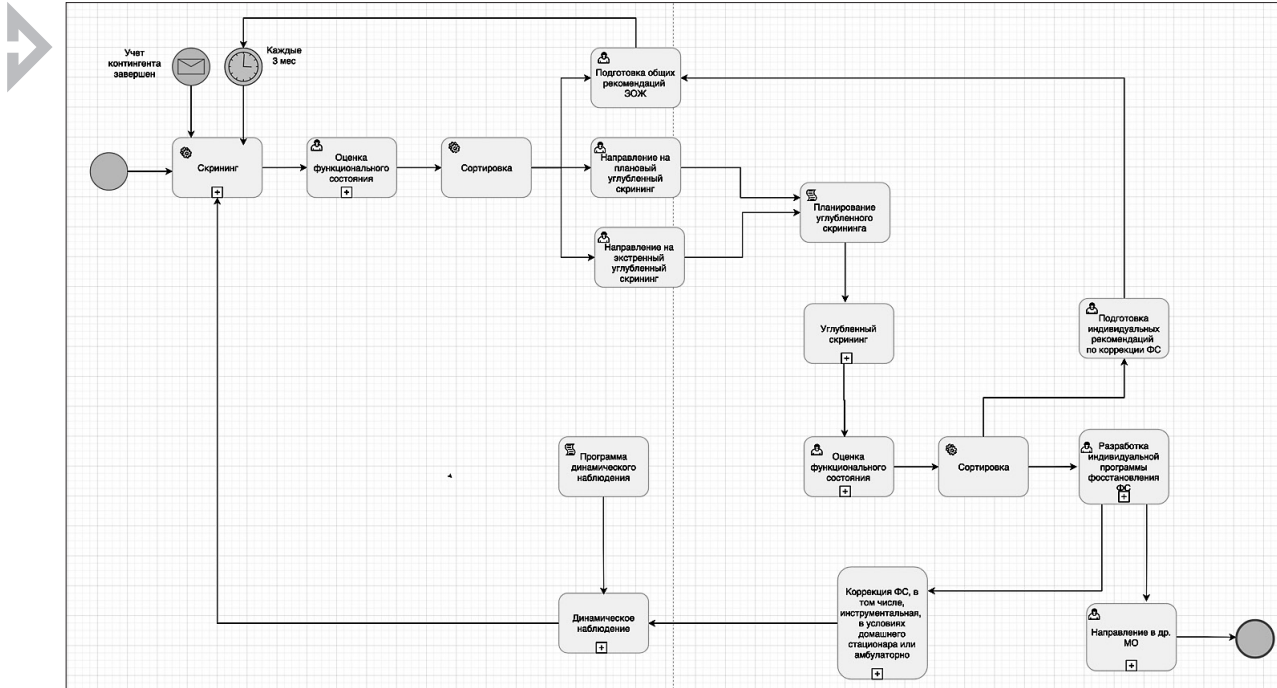 Учет
контингента
завершен
Каждые
3 мес
Подготовка общих
рекомендаций
ЗОЖ
Скрининг
Оценка
функционального
состояния
Сортировка
Направление на
плановый
углубленный
скрининг
Направление на
экстренный
углубленный
скрининг
Планирование
углубленного
скрининга
Углубленный
скрининг
Подготовка
индивидуальных
рекомендаций
по коррекции ФС
Оценка
функционального
состояния
Сортировка
Разработка
индивидуальной
программы
фосстановления
ФС
Программа
динамического
наблюдения
Динамическое
наблюдение
Коррекция ФС, в
том числе,
инструментальная,
в условиях
домашнего
стационара или
амбулаторно
Направление в др.
МО